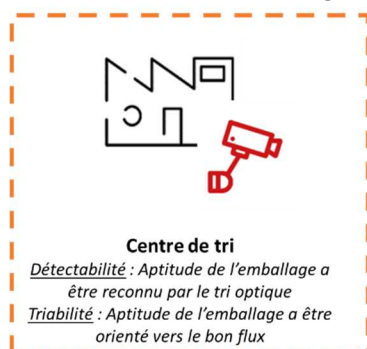 Centre de tri
Détectabilité : Aptitude de l’emballage a
être reconnu par le tri optique
Triabilité : Aptitude de l’emballage a être
orienté vers le bon flux